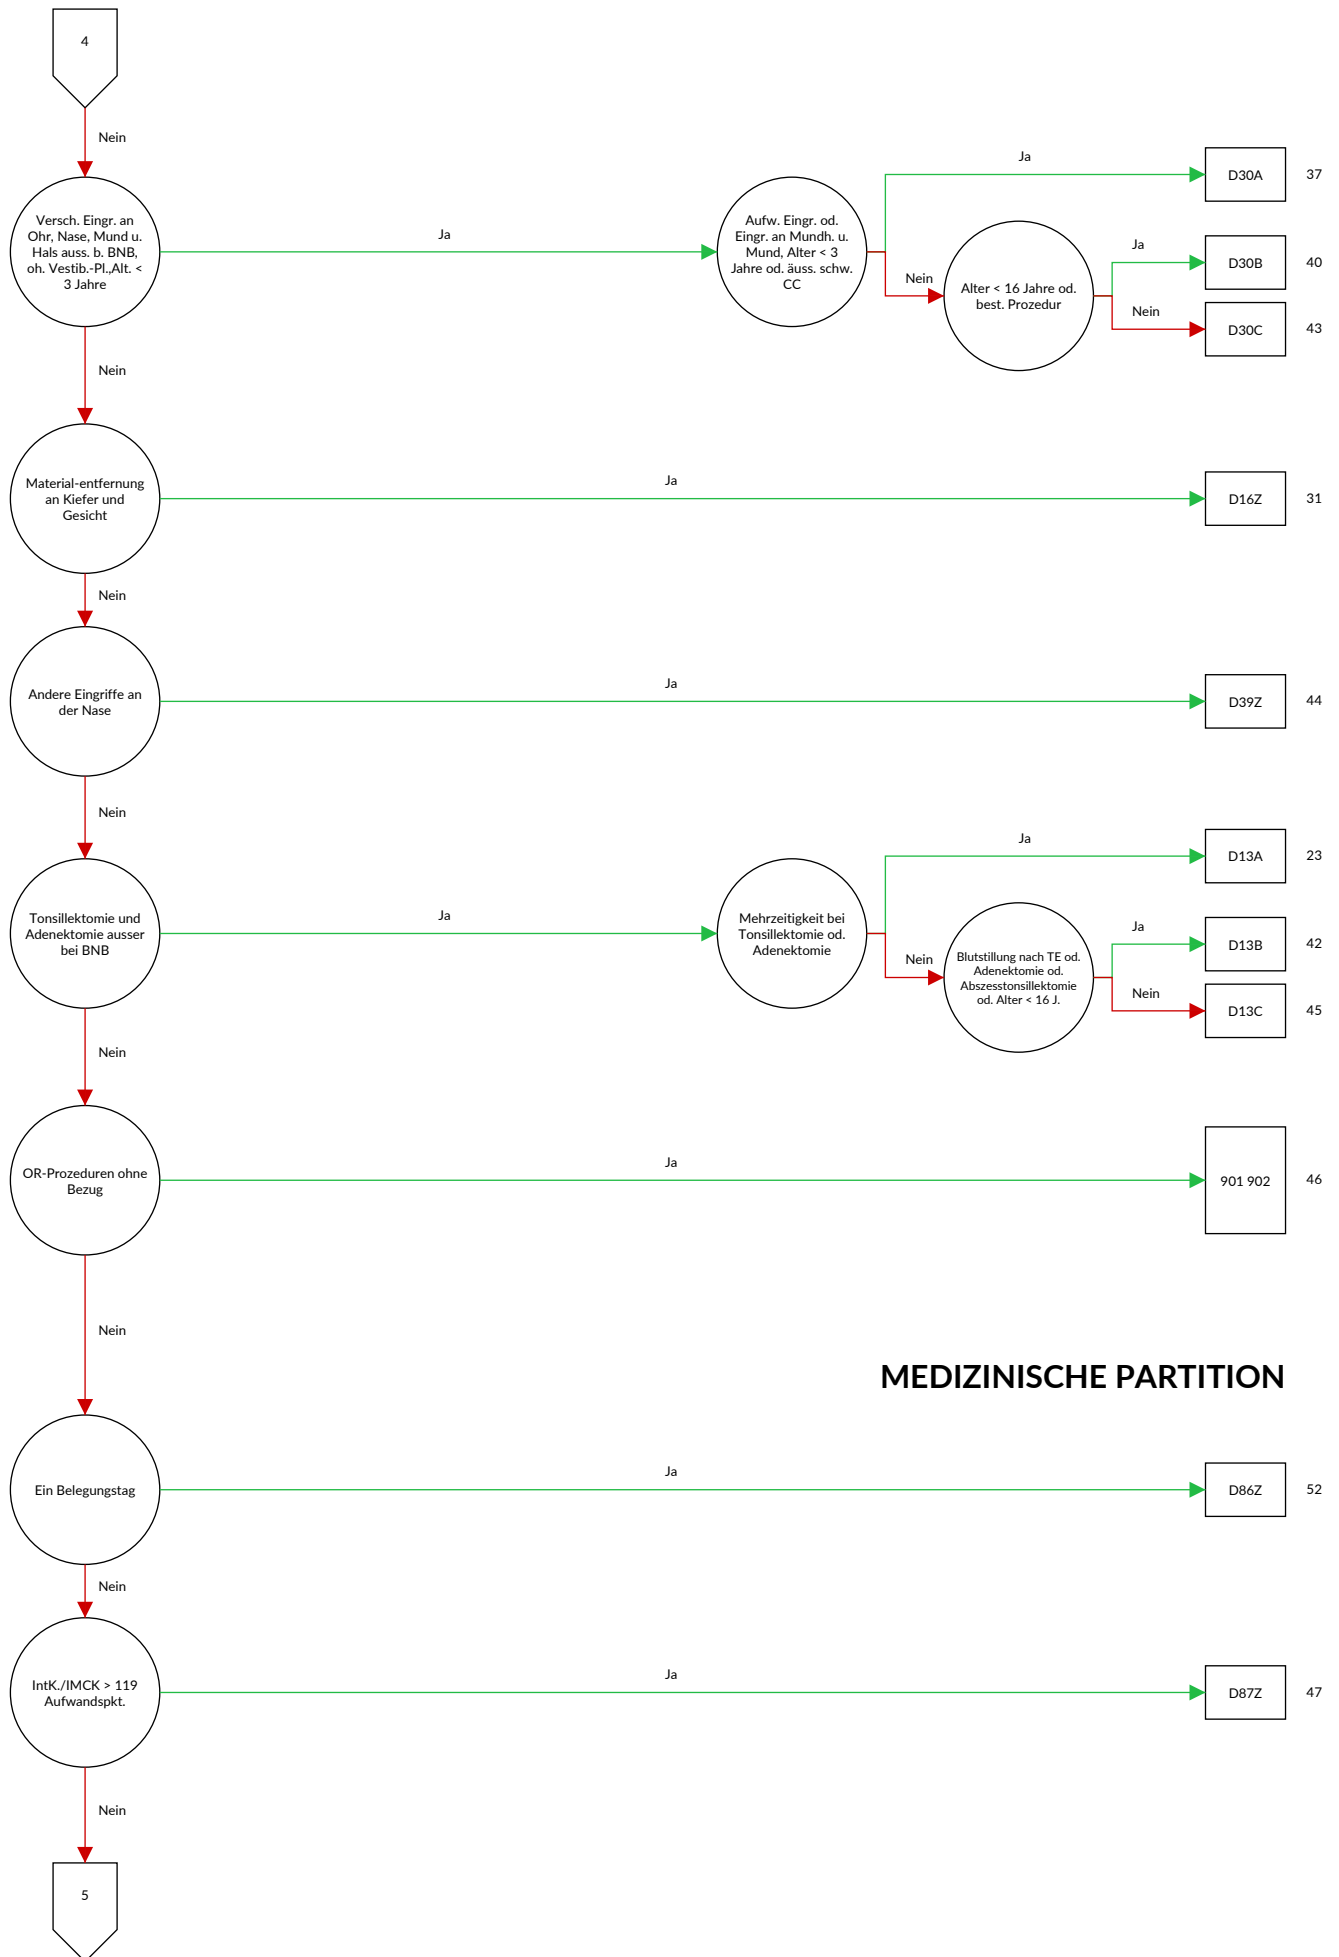 4
Nein
Versch. Eingr. an
Ohr, Nase, Mund u.
Hals auss. b. BNB,
oh. Vestib.-Pl.,Alt. <
3 Jahre
Ja
Aufw. Eingr. od.
Eingr. an Mundh. u.
Mund, Alter < 3
Jahre od. äuss. schw.
CC
Ja
D30A
37
Nein
Alter < 16 Jahre od.
best. Prozedur
Ja
D30B
40
Nein
D30C
43
Nein
Material-entfernung
an Kiefer und
Gesicht
Ja
D16Z
31
Nein
Andere Eingriffe an
der Nase
Ja
D39Z
44
Nein
Tonsillektomie und
Adenektomie ausser
bei BNB
Ja
Mehrzeitigkeit bei
Tonsillektomie od.
Adenektomie
Ja
D13A
23
Nein
Blutstillung nach TE od.
Adenektomie od.
Abszesstonsillektomie
od. Alter < 16 J.
Ja
D13B
42
Nein
D13C
45
Nein
OR-Prozeduren ohne
Bezug
Ja
901 902
46
Nein
MEDIZINISCHE PARTITION
Ein Belegungstag
Ja
D86Z
52
Nein
IntK./IMCK > 119
Aufwandspkt.
Ja
D87Z
47
Nein
5